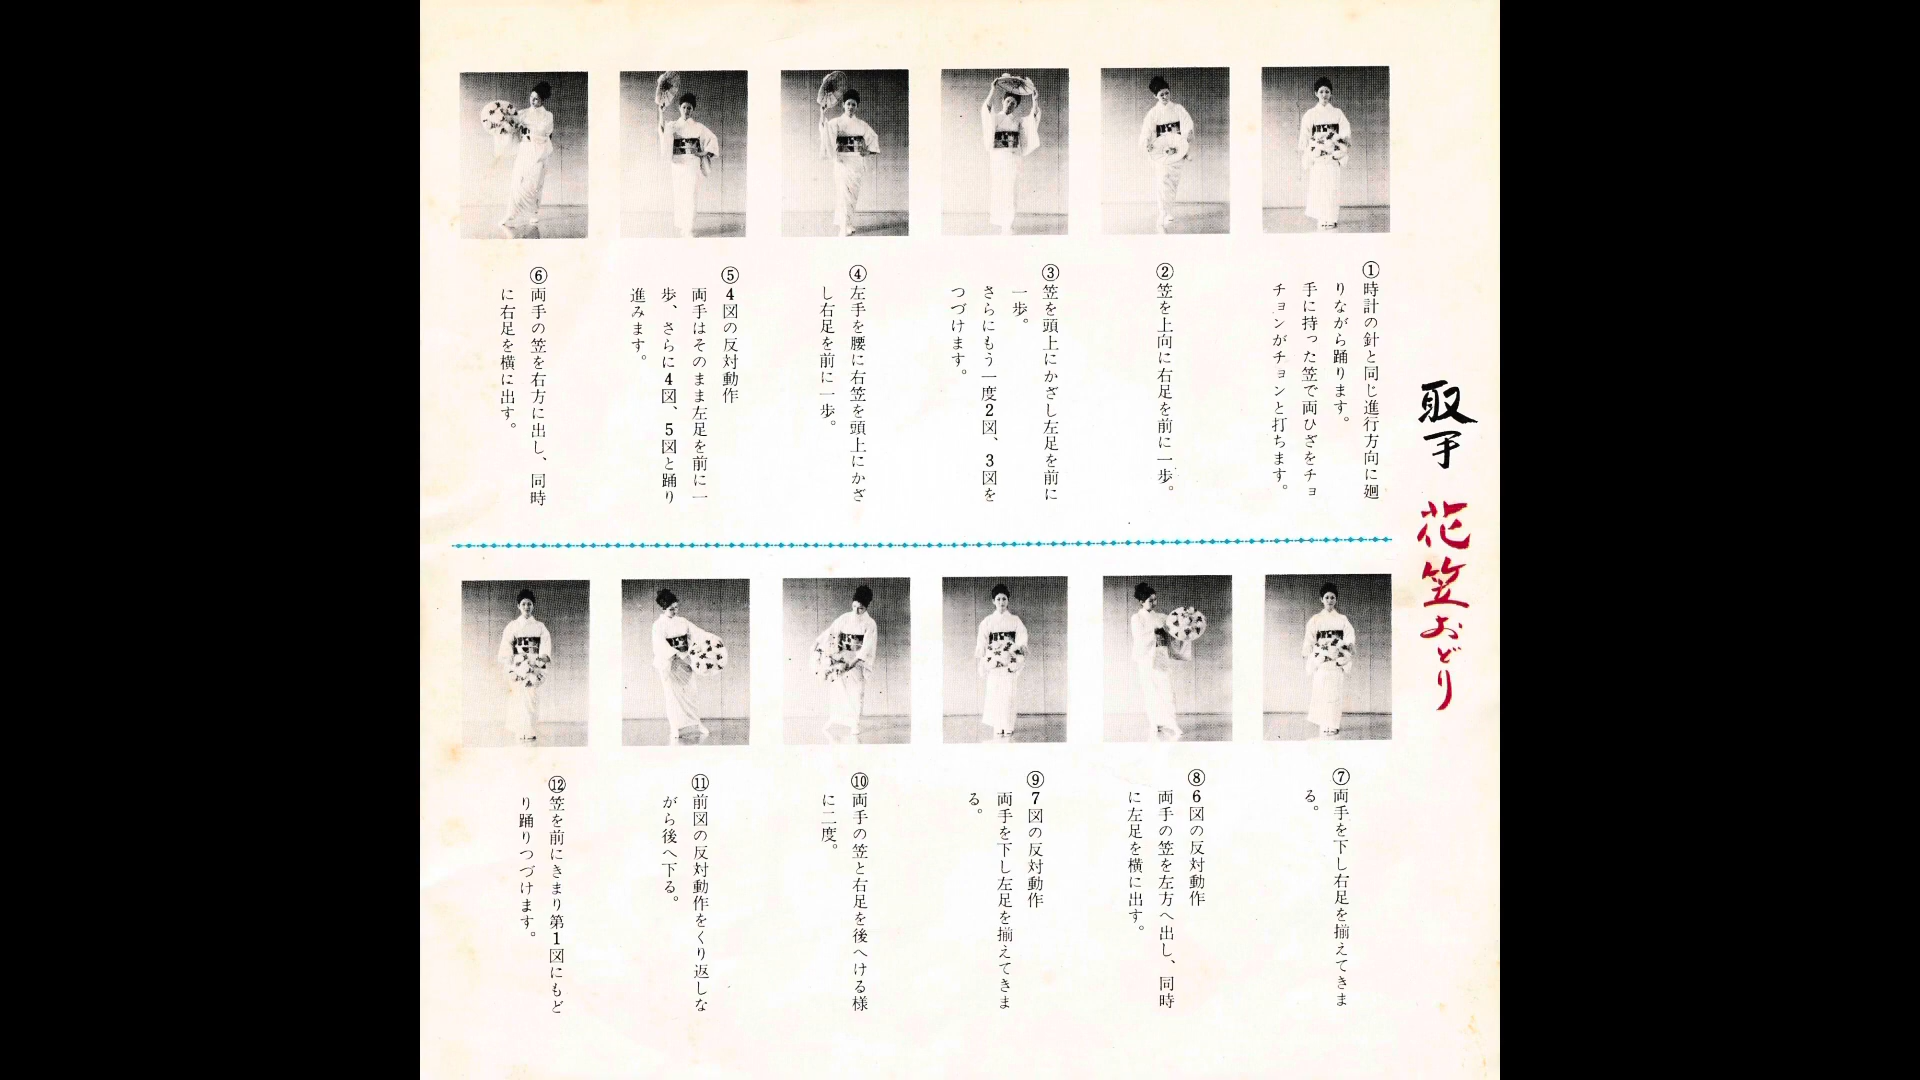 取手 花笠おどり
①時計の針と同じ進行方向に廻
りながら踊ります。
手に持った笠で両ひざをチョ
チョンがチョンと打ちます。
②笠を上向に右足を前に一歩。
③笠を頭上にかざし左足を前に
一歩。
さらにもう一度2図、3図を
つづけます。
④左手を腰に右笠を頭上にかざ
し右足を前に一歩。
⑤4図の反対動作
両手はそのまま左足を前に一
歩、さらに4図、5図と踊り
進みます。
⑥両手の笠を右方に出し、同時
に右足を横に出す。
⑦両手を下し右足を揃えてきま
る。
⑧6図の反対動作
両手の笠を左方へ出し、同時
に左足を横に出す。
⑨7図の反対動作
両手を下し左足を揃えてきま
る。
⑩両手の笠と右足を後へける様
に二度。
⑪前図の反対動作をくり返しな
がら後へ下る。
⑫笠を前にきまり第1図にもど
り踊りつづけます。